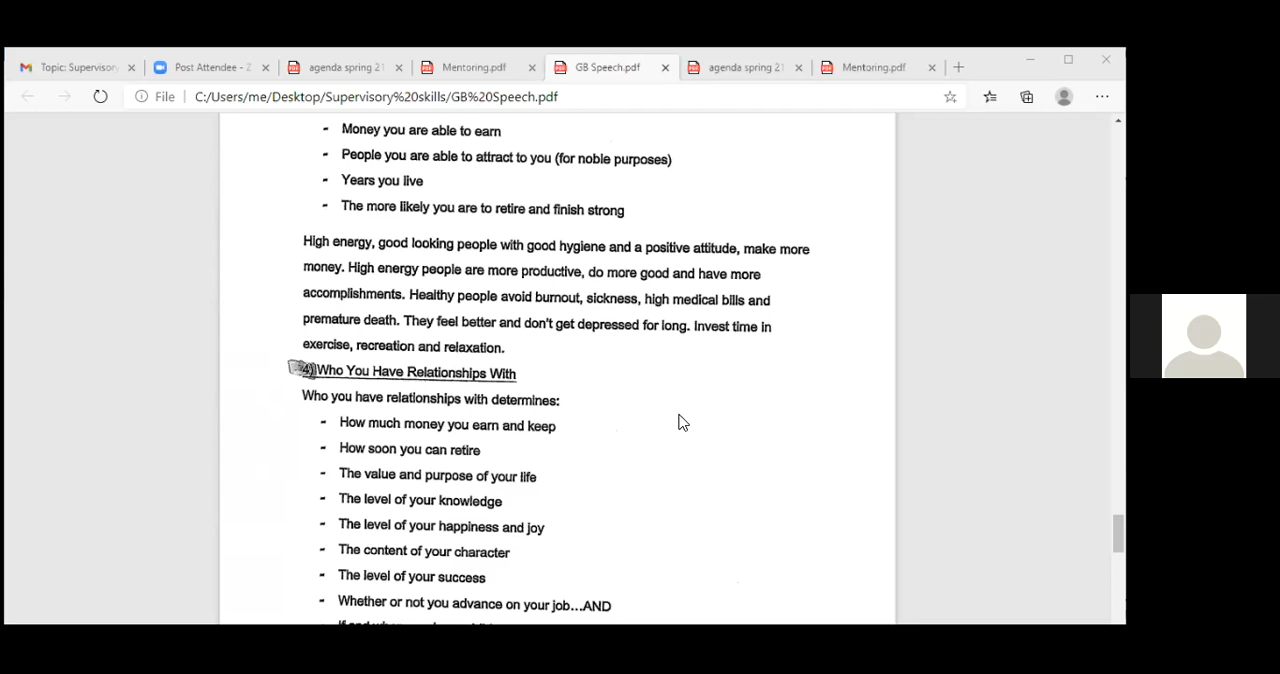 Topic: Supervisory
Post Attendee - Z
agenda spring 21
Mentoring.pdf
GB Speech.pdf
agenda spring 21
Mentoring.pdf
File C:/Users/me/Desktop/Supervisory%20skills/GB%20Speech.pdf
- Money you are able to earn
- People you are able to attract to you (for noble purposes)
- Years you live
- The more likely you are to retire and finish strong
High energy, good looking people with good hygiene and a positive attitude, make more
money. High energy people are more productive, do more good and have more
accomplishments. Healthy people avoid burnout, sickness, high medical bills and
premature death. They feel better and don't get depressed for long. Invest time in
exercise, recreation and relaxation.
4) Who You Have Relationships With
Who you have relationships with determines:
- How much money you earn and keep
- How soon you can retire
- The value and purpose of your life
- The level of your knowledge
- The level of your happiness and joy
- The content of your character
- The level of your success
- Whether or not you advance on your job...AND